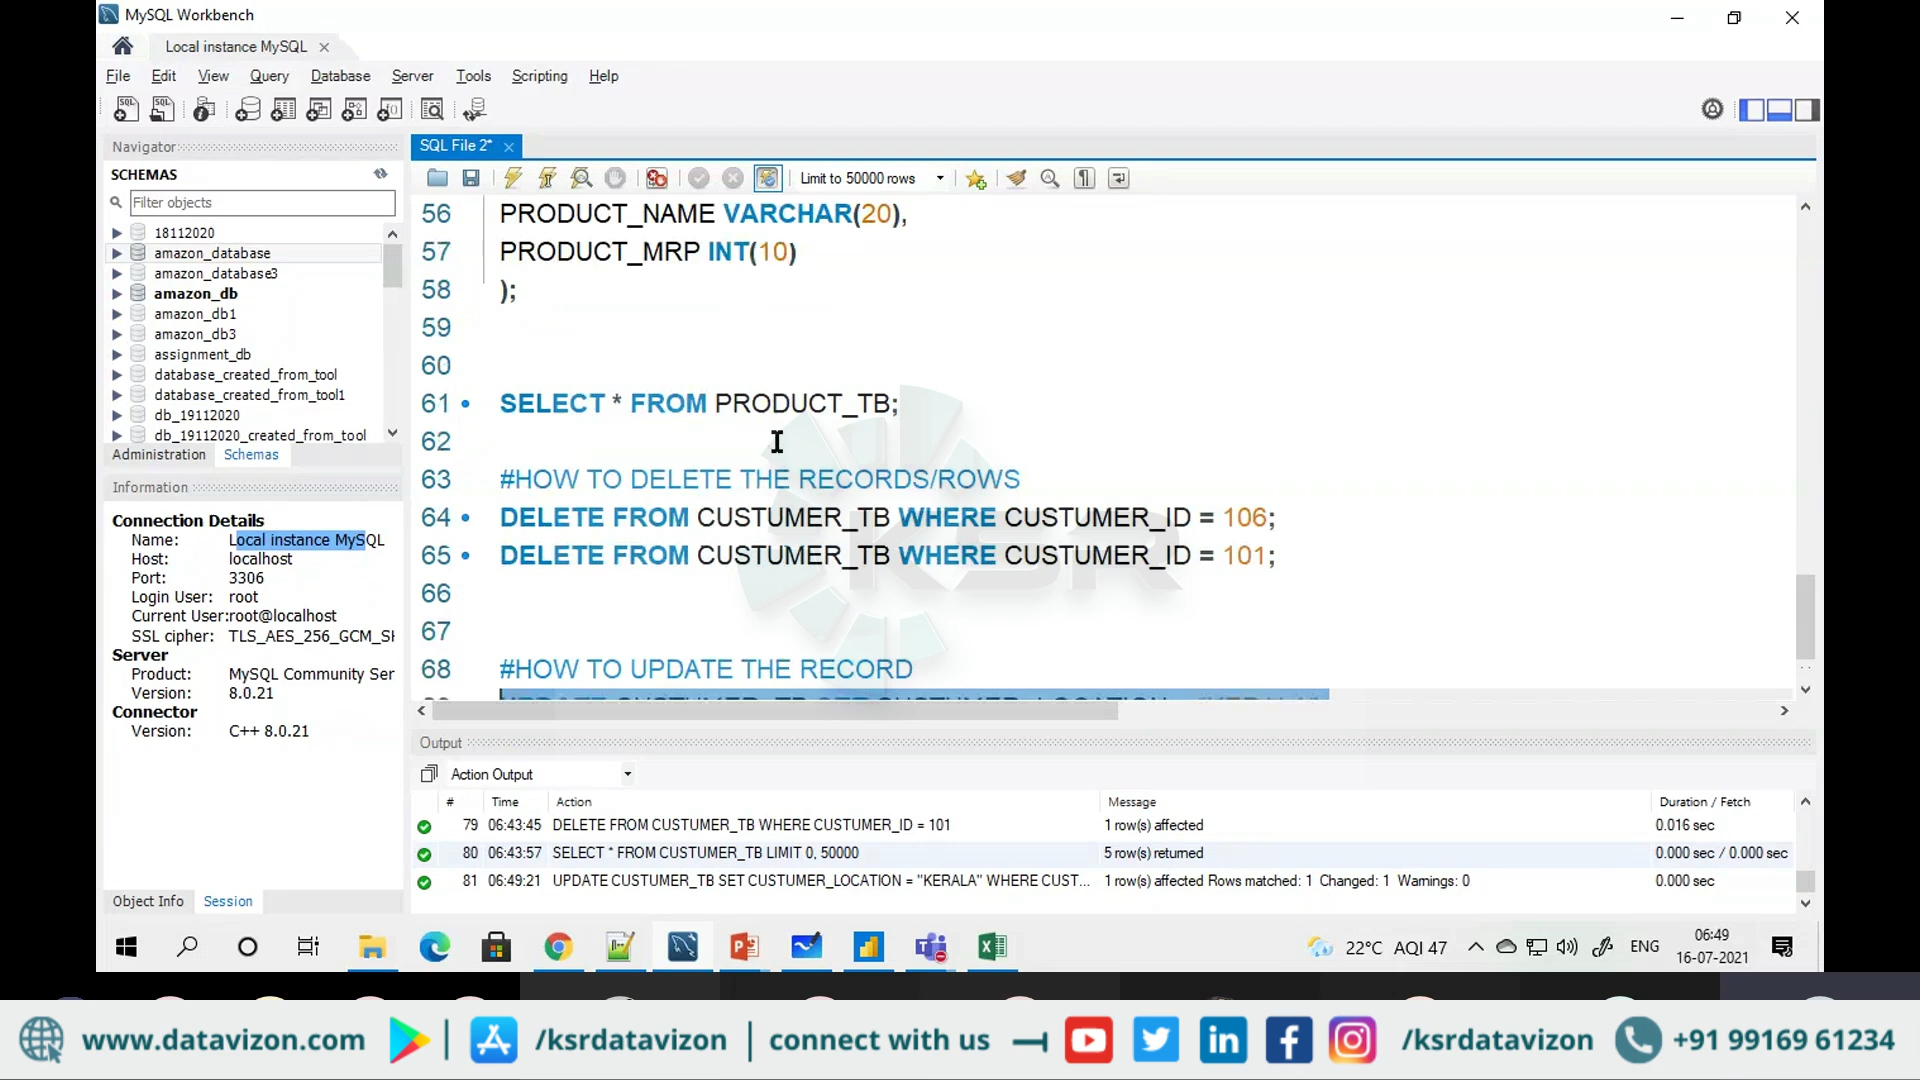 MySQL Workbench
Local instance MySQL
File Edit View Query Database Server Tools Scripting Help
Navigator
SCHEMAS
Filter objects
18112020
amazon_database
amazon_database3
amazon_db
amazon_db1
amazon_db3
assignment_db
database_created_from_tool
database_created_from_tool1
db_19112020
db_19112020_created_from_tool
Administration Schemas
Information
Connection Details
Name: Local instance MySQL
Host: localhost
Port: 3306
Login User: root
Current User: root@localhost
SSL cipher: TLS_AES_256_GCM_SH
Server
Product: MySQL Community Ser
Version: 8.0.21
Connector
Version: C++ 8.0.21
Object Info Session
SQL File 2*
Limit to 50000 rows
56 PRODUCT_NAME VARCHAR(20),
57 PRODUCT_MRP INT(10)
58 );
59
60
61 SELECT * FROM PRODUCT_TB;
62
63 #HOW TO DELETE THE RECORDS/ROWS
64 DELETE FROM CUSTUMER_TB WHERE CUSTUMER_ID = 106;
65 DELETE FROM CUSTUMER_TB WHERE CUSTUMER_ID = 101;
66
67
68 #HOW TO UPDATE THE RECORD
KSR
Output
Action Output
# Time Action Message Duration / Fetch
79 06:43:45 DELETE FROM CUSTUMER_TB WHERE CUSTUMER_ID = 101 1 row(s) affected 0.016 sec
80 06:43:57 SELECT * FROM CUSTUMER_TB LIMIT 0, 50000 5 row(s) returned 0.000 sec / 0.000 sec
81 06:49:21 UPDATE CUSTUMER_TB SET CUSTUMER_LOCATION = "KERALA" WHERE CUST... 1 row(s) affected Rows matched: 1 Changed: 1 Warnings: 0 0.000 sec
22°C AQI 47 ENG 06:49
16-07-2021
www.datavizon.com | /ksrdatavizon | connect with us /ksrdatavizon +91 99169 61234